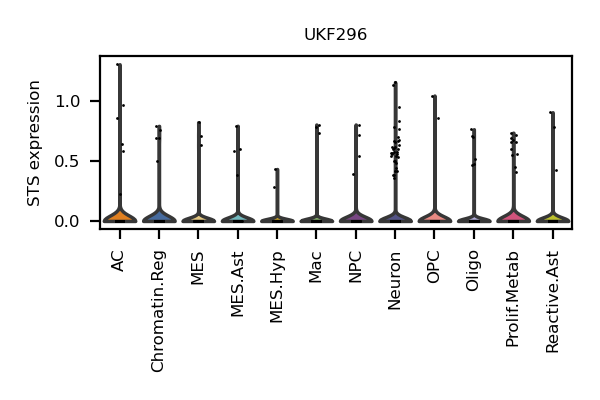 UKF296
STS expression
1.0
0.5
0.0
AC
Chromatin.Reg
MES
MES.Ast
MES.Hyp
Mac
NPC
Neuron
OPC
Oligo
Prolif.Metab
Reactive.Ast